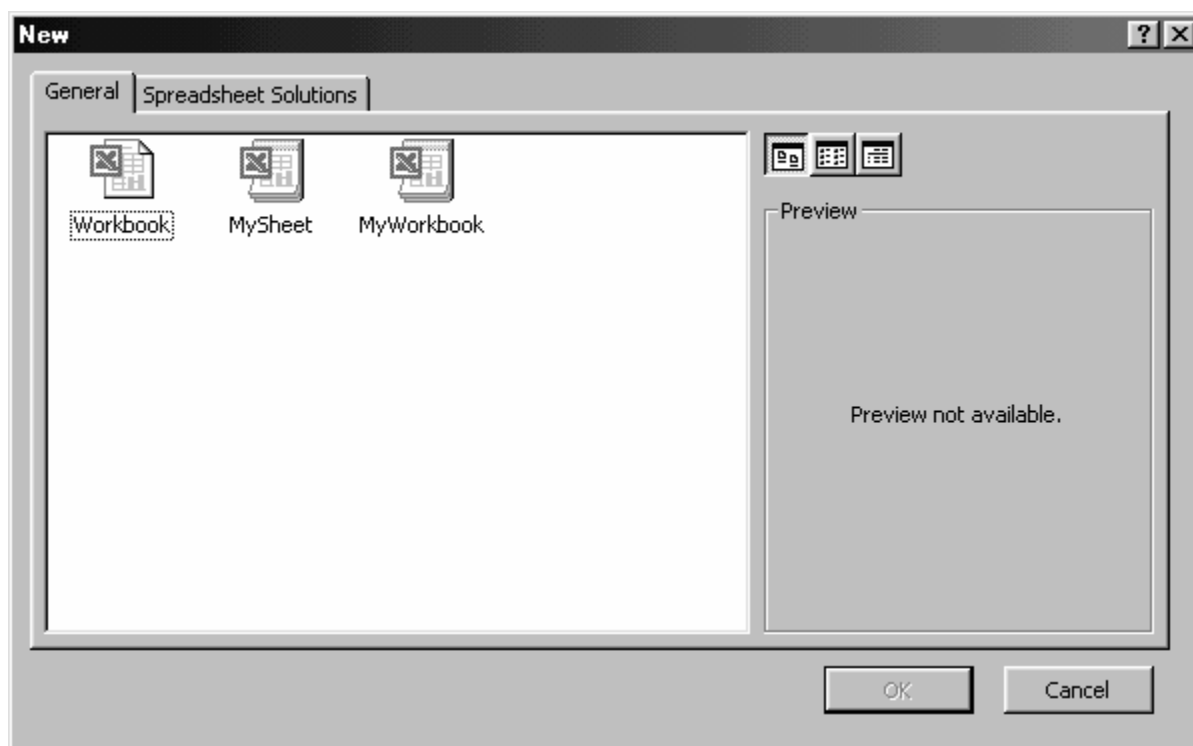 New
General
Spreadsheet Solutions
Workbook
MySheet
MyWorkbook
Preview
Preview not available.
OK
Cancel